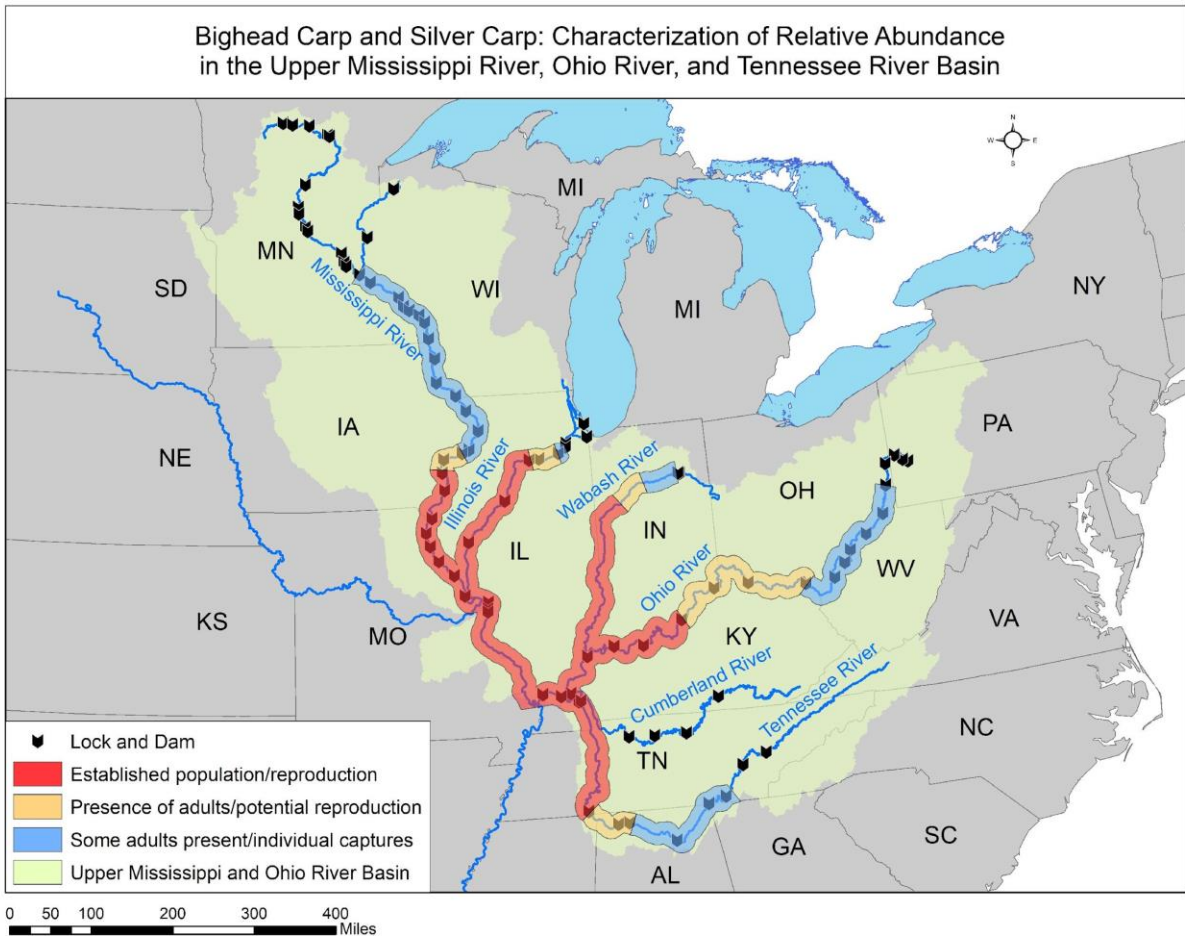 Bighead Carp and Silver Carp: Characterization of Relative Abundance
in the Upper Mississippi River, Ohio River, and Tennessee River Basin
N
W E
S
MI
MN
SD
WI
NY
MI
Mississippi River
IA
PA
NE
Illinois River
Wabash River
OH
IN
IL
WV
Ohio River
KS
MO
KY
VA
Cumberland River
Tennessee River
NC
TN
SC
GA
AL
Lock and Dam
Established population/reproduction
Presence of adults/potential reproduction
Some adults present/individual captures
Upper Mississippi and Ohio River Basin
0 50 100 200 300 400
Miles